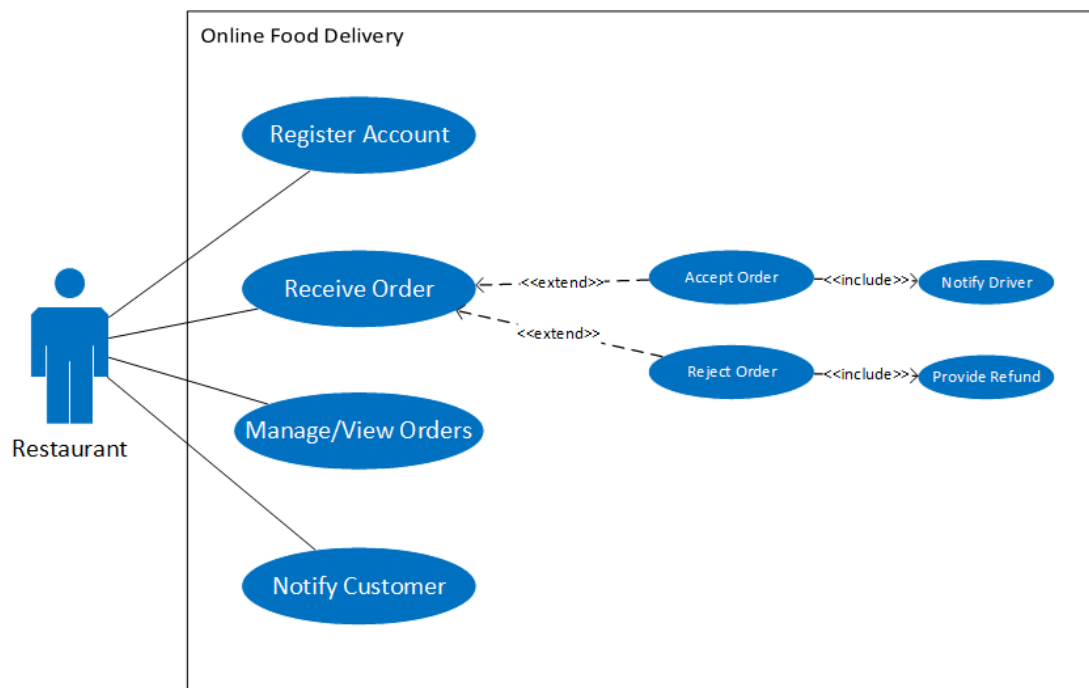 Online Food Delivery
Register Account
Receive Order
<<extend>>
Accept Order
<<include>>
Notify Driver
<<extend>>
Reject Order
<<include>>
Provide Refund
Manage/View Orders
Restaurant
Notify Customer